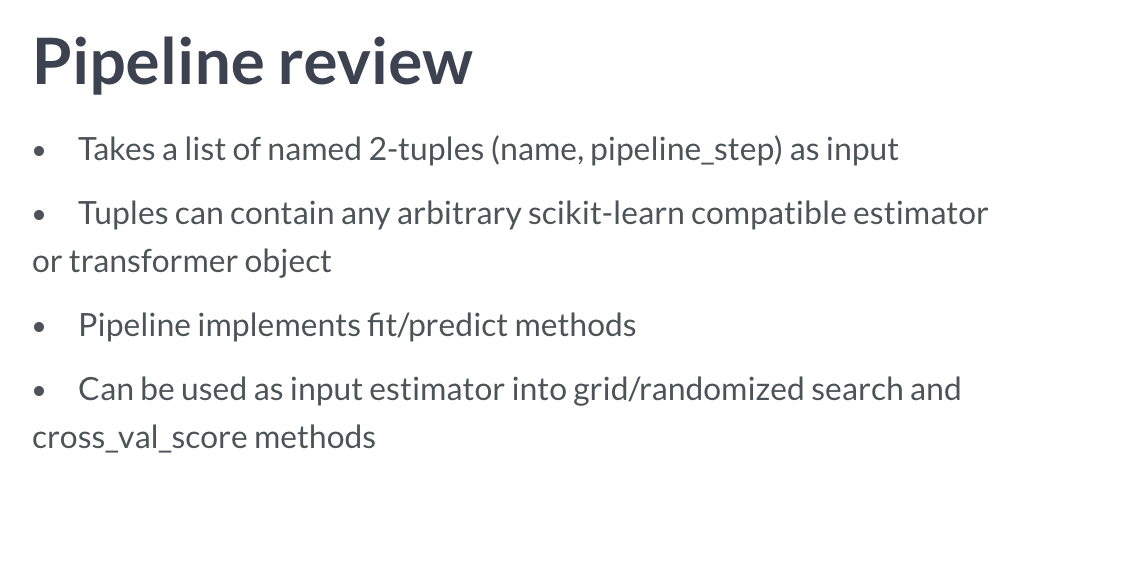 Pipeline review
• Takes a list of named 2-tuples (name, pipeline_step) as input
• Tuples can contain any arbitrary scikit-learn compatible estimator
or transformer object
• Pipeline implements fit/predict methods
• Can be used as input estimator into grid/randomized search and
cross_val_score methods